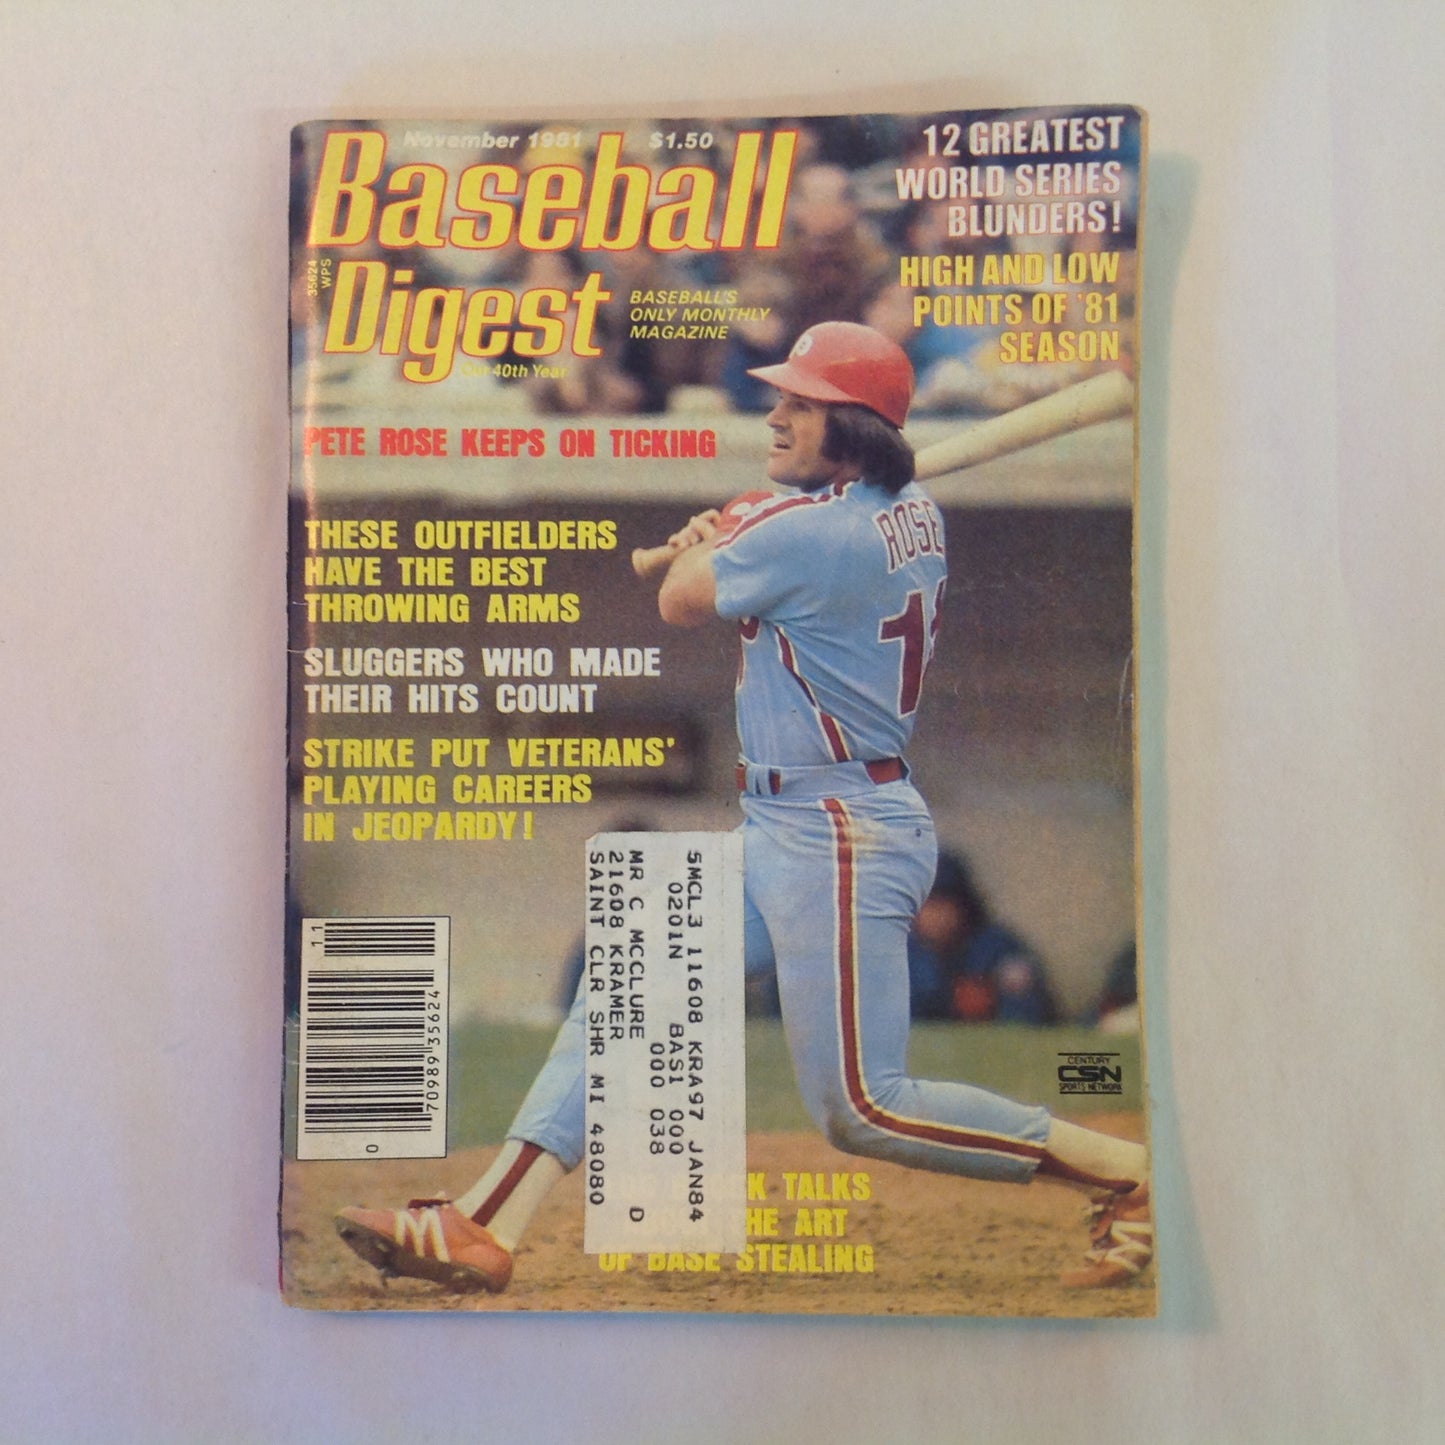 November 1981 $1.50
Baseball
Digest
35624
WPS
BASEBALL'S
ONLY MONTHLY
MAGAZINE
Our 40th Year
12 GREATEST
WORLD SERIES
BLUNDERS!
HIGH AND LOW
POINTS OF '81
SEASON
PETE ROSE KEEPS ON TICKING
THESE OUTFIELDERS
HAVE THE BEST
THROWING ARMS
SLUGGERS WHO MADE
THEIR HITS COUNT
STRIKE PUT VETERANS'
PLAYING CAREERS
IN JEOPARDY!
ROSE
5MCL3 11608 KRA97 JAN84
0201N BAS1 000
000 038
MR C MCCLURE D
21608 KRAMER
SAINT CLR SHR MI 48080
11
70989 35624
0
CENTURY
CSN
SPORTS NETWORK
TALKS
ART
OF BASE STEALING